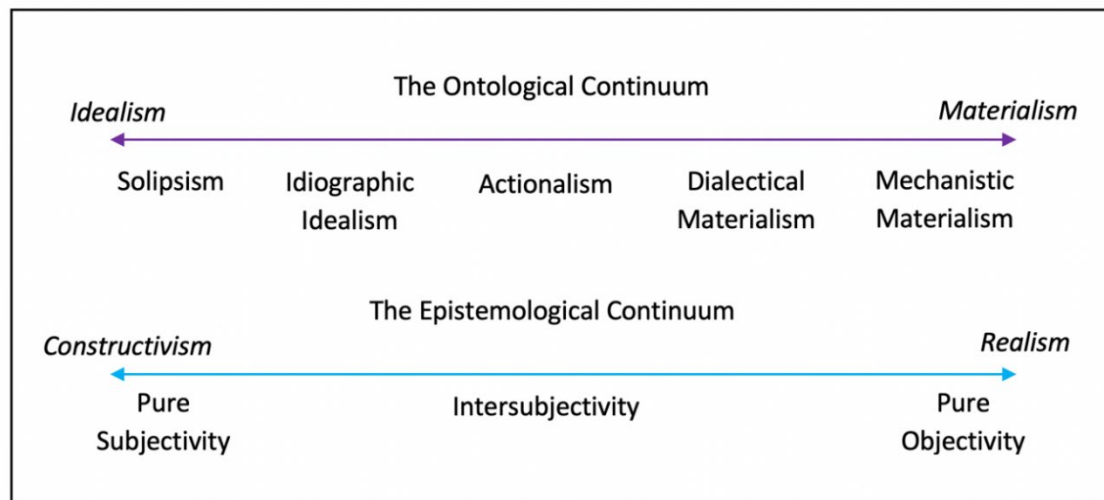 The Ontological Continuum
Idealism Materialism
Solipsism Idiographic Actionalism Dialectical Mechanistic
Idealism Materialism Materialism
The Epistemological Continuum
Constructivism Realism
Pure Intersubjectivity Pure
Subjectivity Objectivity